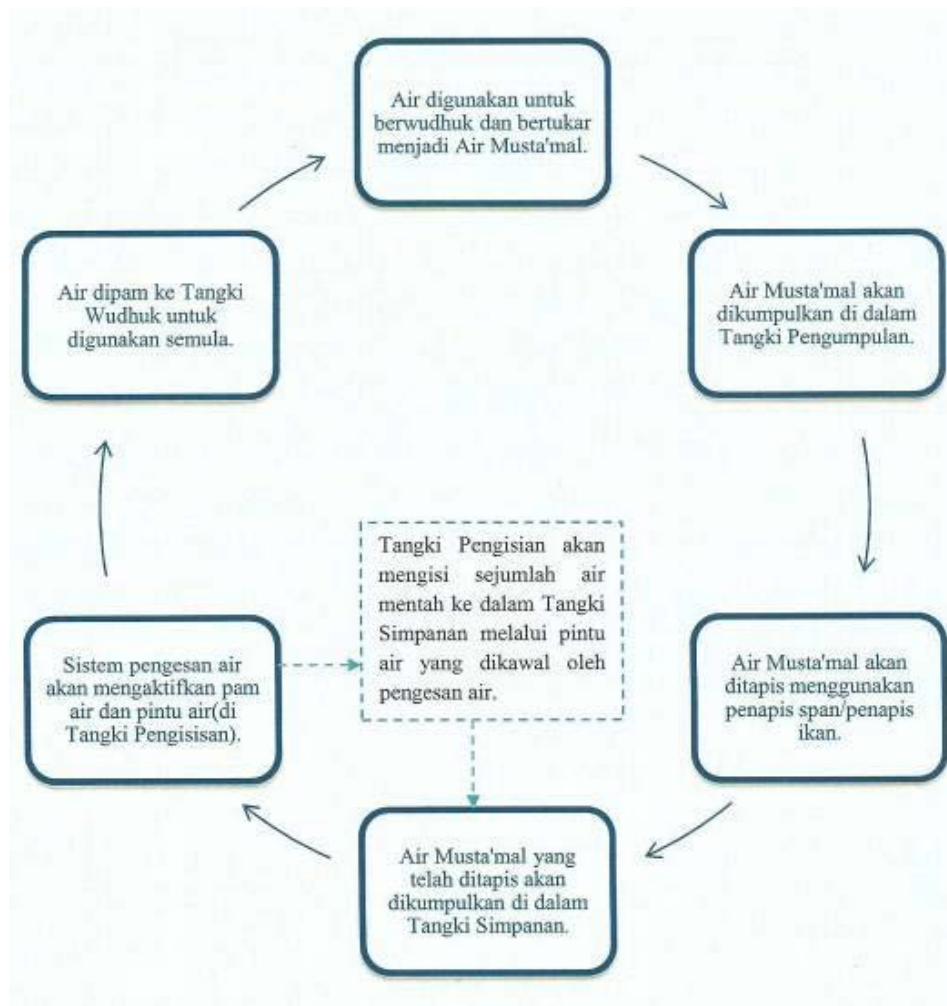 Air digunakan untuk
berwudhuk dan bertukar
menjadi Air Musta'mal.
Air Musta'mal akan
dikumpulkan di dalam
Tangki Pengumpulan.
Air Musta'mal akan
ditapis menggunakan
penapis span/penapis
ikan.
Air Musta'mal yang
telah ditapis akan
dikumpulkan di dalam
Tangki Simpanan.
Sistem pengesan air
akan mengaktifkan pam
air dan pintu air(di
Tangki Pengisisan).
Air dipam ke Tangki
Wudhuk untuk
digunakan semula.
Tangki Pengisian akan
mengisi sejumlah air
mentah ke dalam Tangki
Simpanan melalui pintu
air yang dikawal oleh
pengesan air.